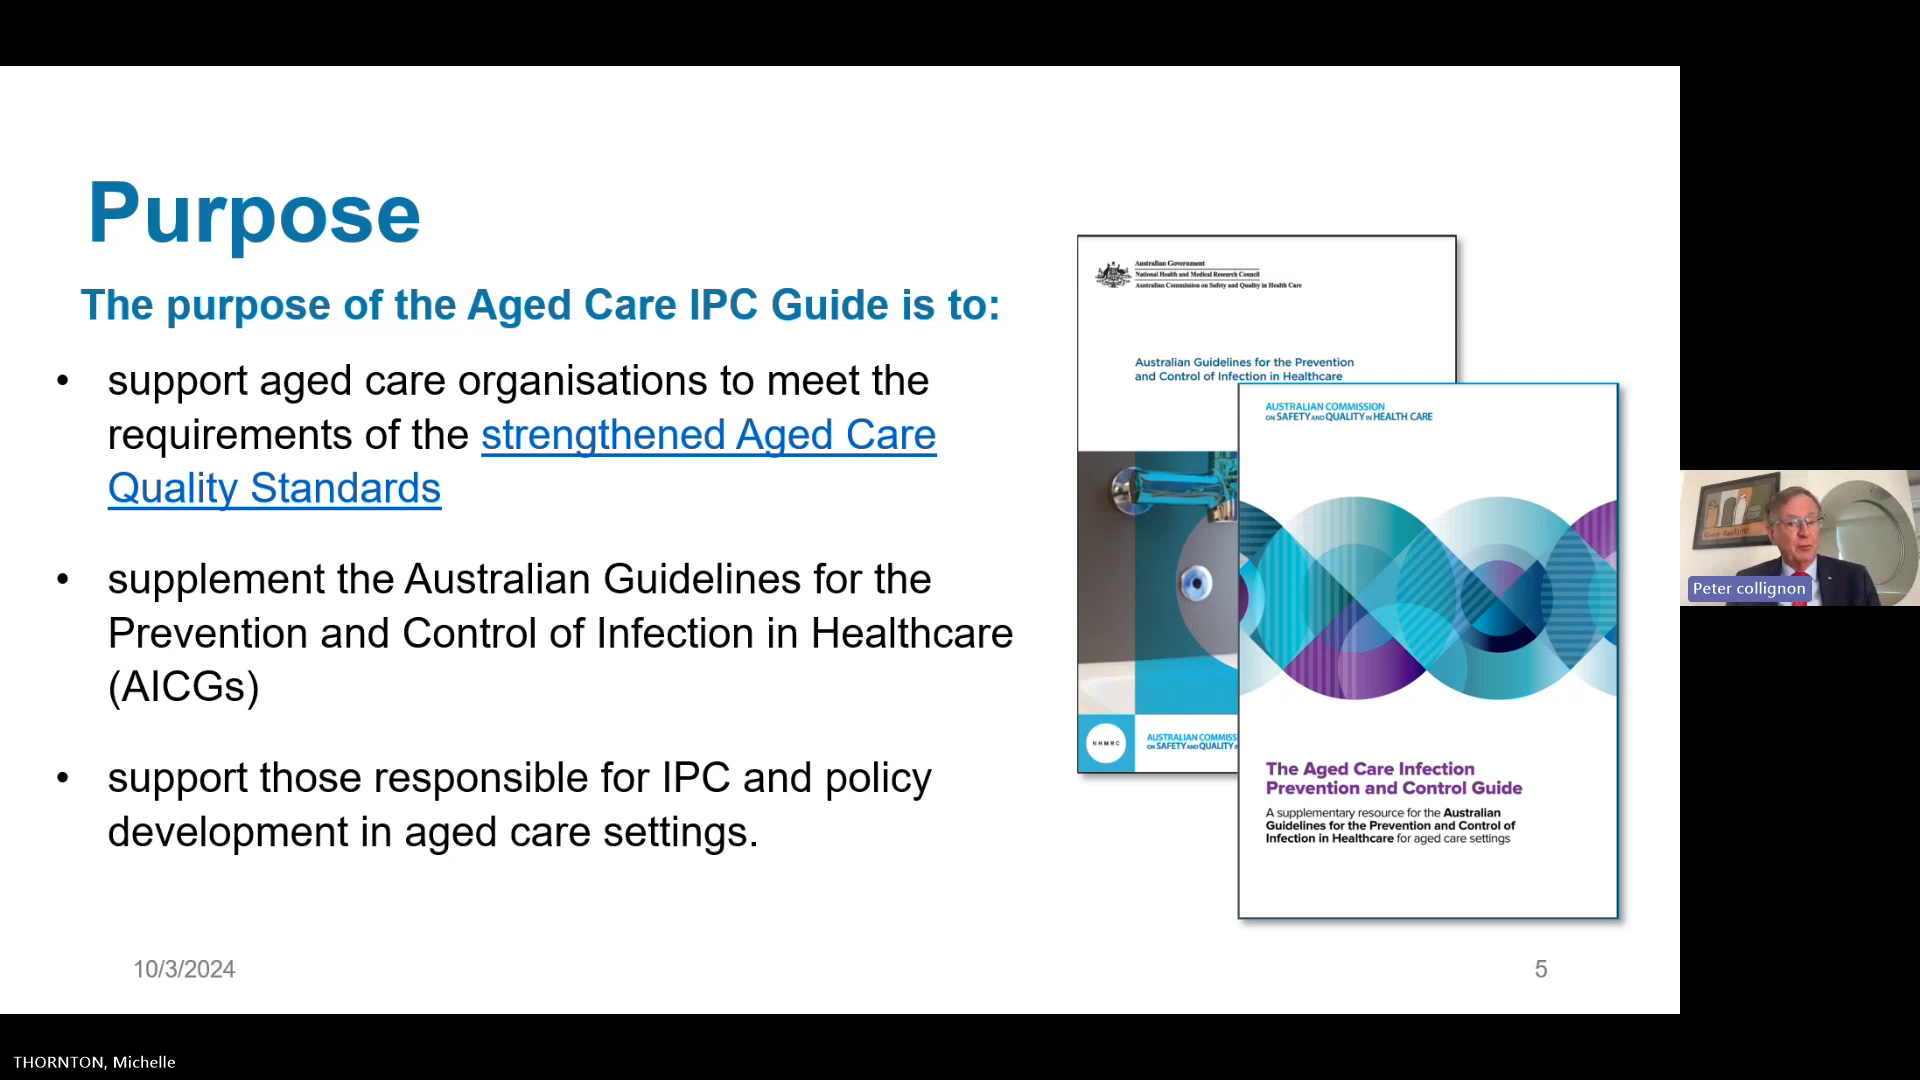 Purpose
The purpose of the Aged Care IPC Guide is to:
• support aged care organisations to meet the
requirements of the strengthened Aged Care
Quality Standards
• supplement the Australian Guidelines for the
Prevention and Control of Infection in Healthcare
(AICGs)
• support those responsible for IPC and policy
development in aged care settings.
Australian Government
National Health and Medical Research Council
Australian Commission on Safety and Quality in Health Care
Australian Guidelines for the Prevention
and Control of Infection in Healthcare
NHMRC
AUSTRALIAN COMMISS
ON SAFETY AND QUALITY
AUSTRALIAN COMMISSION
ON SAFETY AND QUALITY IN HEALTH CARE
The Aged Care Infection
Prevention and Control Guide
A supplementary resource for the Australian
Guidelines for the Prevention and Control of
Infection in Healthcare for aged care settings
10/3/2024
5
Peter collignon
THORNTON, Michelle